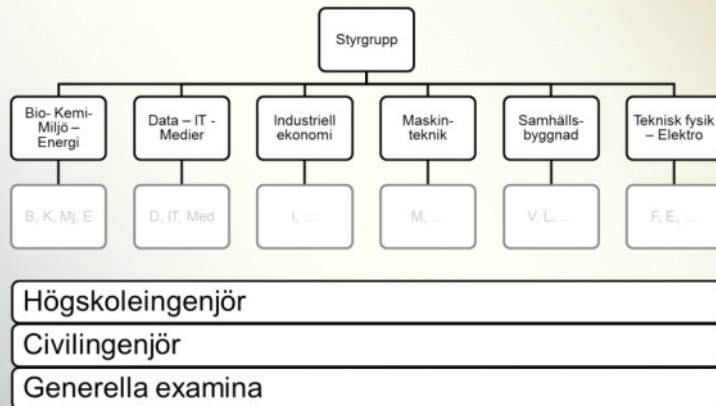 Styrgrupp
Bio- Kemi-
Miljö –
Energi
Data – IT -
Medier
Industriell
ekonomi
Maskin-
teknik
Samhälls-
byggnad
Teknisk fysik
– Elektro
B, K, Mj, E
D, IT, Med
I, ...
M, ...
V, L, ...
F, E, ...
Högskoleingenjör
Civilingenjör
Generella examina